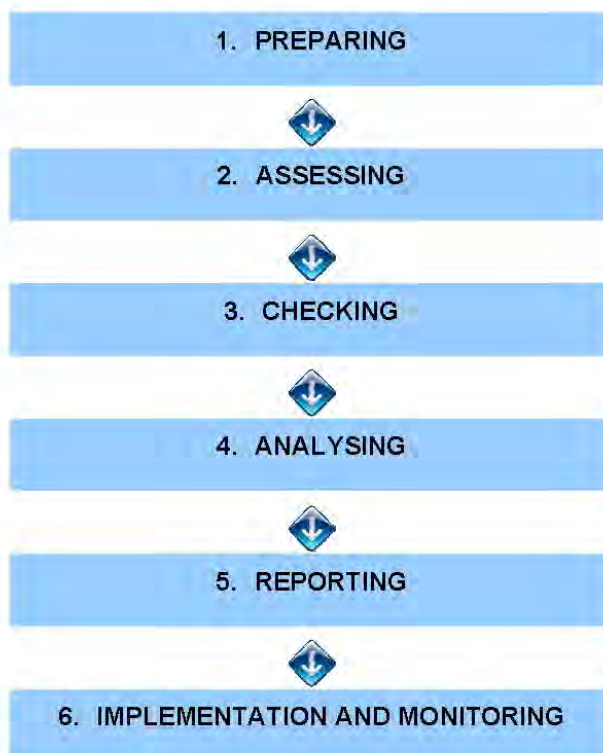 1. PREPARING
2. ASSESSING
3. CHECKING
4. ANALYSING
5. REPORTING
6. IMPLEMENTATION AND MONITORING